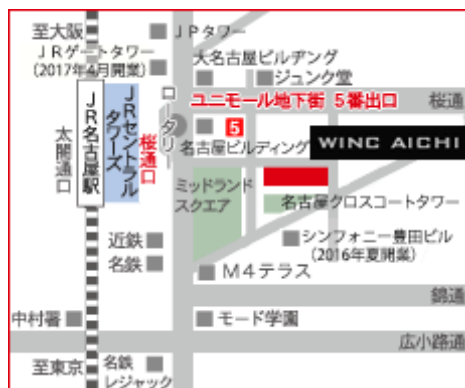 至大阪
JPタワー
JRゲートタワー
(2017年4月開業)
大名古屋ビルヂング
ジュンク堂
ユニモール地下街 5番出口
桜通
ロータリー
JR名古屋駅
JRセントラル
タワーズ
桜通口
太閤通口
5
名古屋ビルディング
WINC AICHI
ミッドランド
スクエア
名古屋クロスコートタワー
近鉄
名鉄
シンフォニー豊田ビル
(2016年夏開業)
M4テラス
錦通
中村署
モード学園
広小路通
至東京
名鉄
レジャック